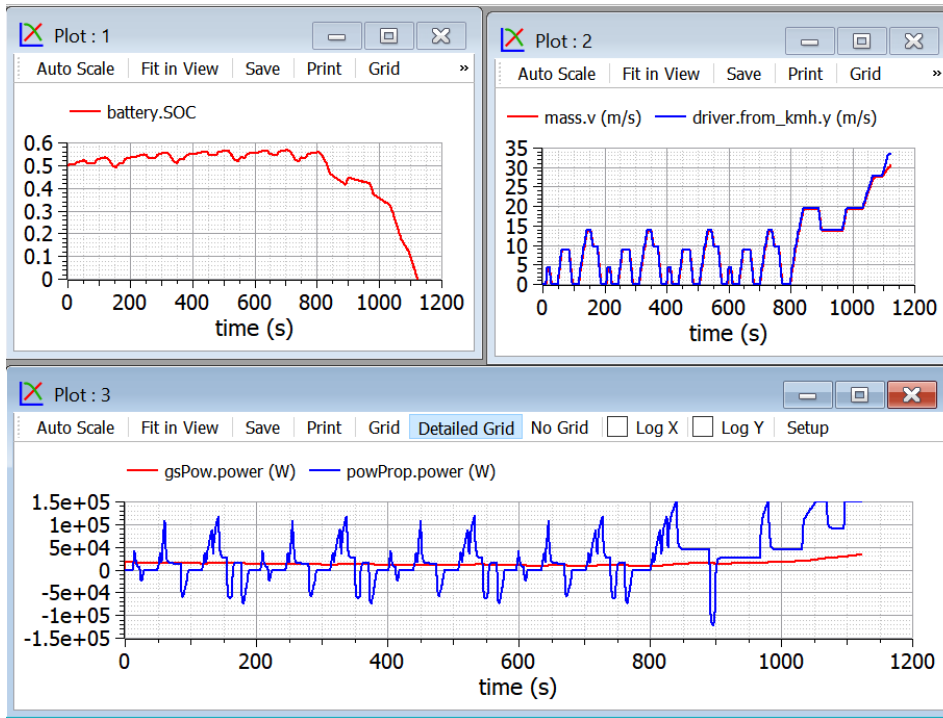 Plot : 1
Auto Scale Fit in View Save Print Grid »
battery.SOC
0.6
0.5
0.4
0.3
0.2
0.1
0
0 200 400 600 800 1000 1200
time (s)
Plot : 2
Auto Scale Fit in View Save Print Grid »
mass.v (m/s) driver.from_kmh.y (m/s)
35
30
25
20
15
10
5
0
0 200 400 600 800 1000 1200
time (s)
Plot : 3
Auto Scale Fit in View Save Print Grid Detailed Grid No Grid Log X Log Y Setup
gsPow.power (W) powProp.power (W)
1.5e+05
1e+05
5e+04
0
-5e+04
-1e+05
-1.5e+05
0 200 400 600 800 1000 1200
time (s)